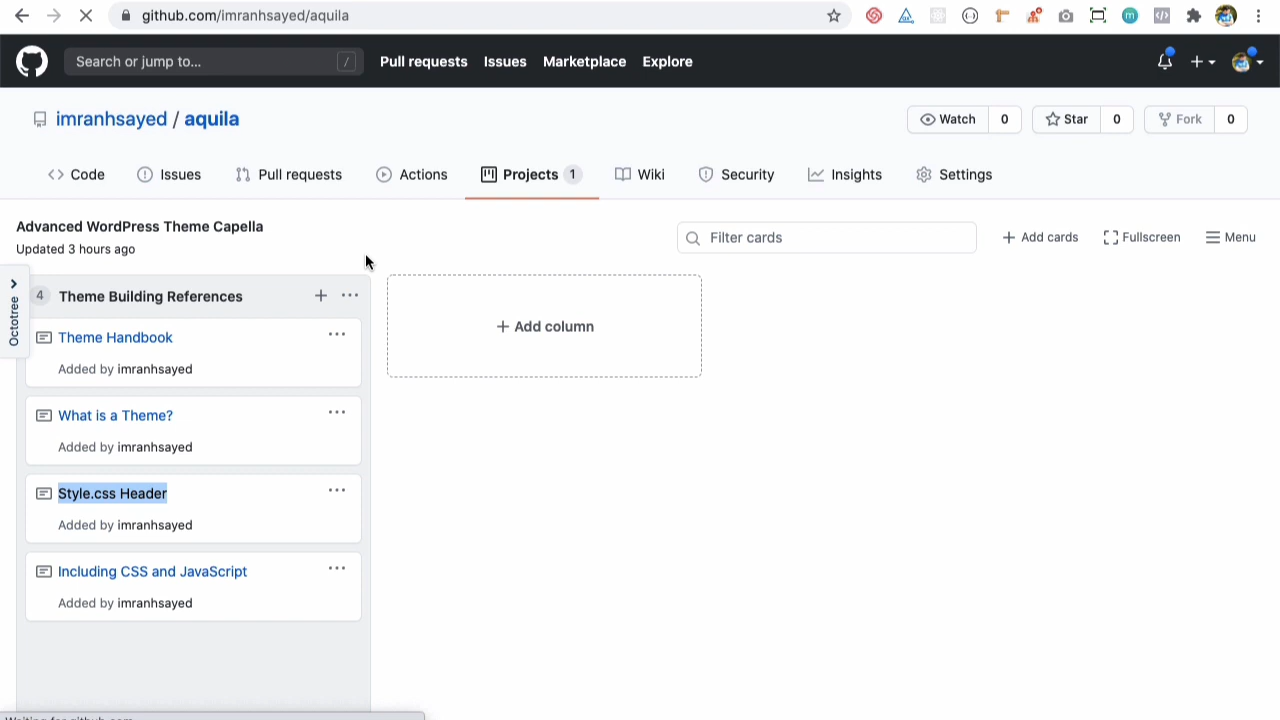 github.com/imranhsayed/aquila
Search or jump to... /
Pull requests Issues Marketplace Explore
imranhsayed / aquila
Watch 0 Star 0 Fork 0
Code Issues Pull requests Actions Projects 1 Wiki Security Insights Settings
Advanced WordPress Theme Capella
Updated 3 hours ago
Filter cards
Add cards Fullscreen Menu
Octotree
4 Theme Building References
Theme Handbook
Added by imranhsayed
What is a Theme?
Added by imranhsayed
Style.css Header
Added by imranhsayed
Including CSS and JavaScript
Added by imranhsayed
Add column
Waiting for github.com